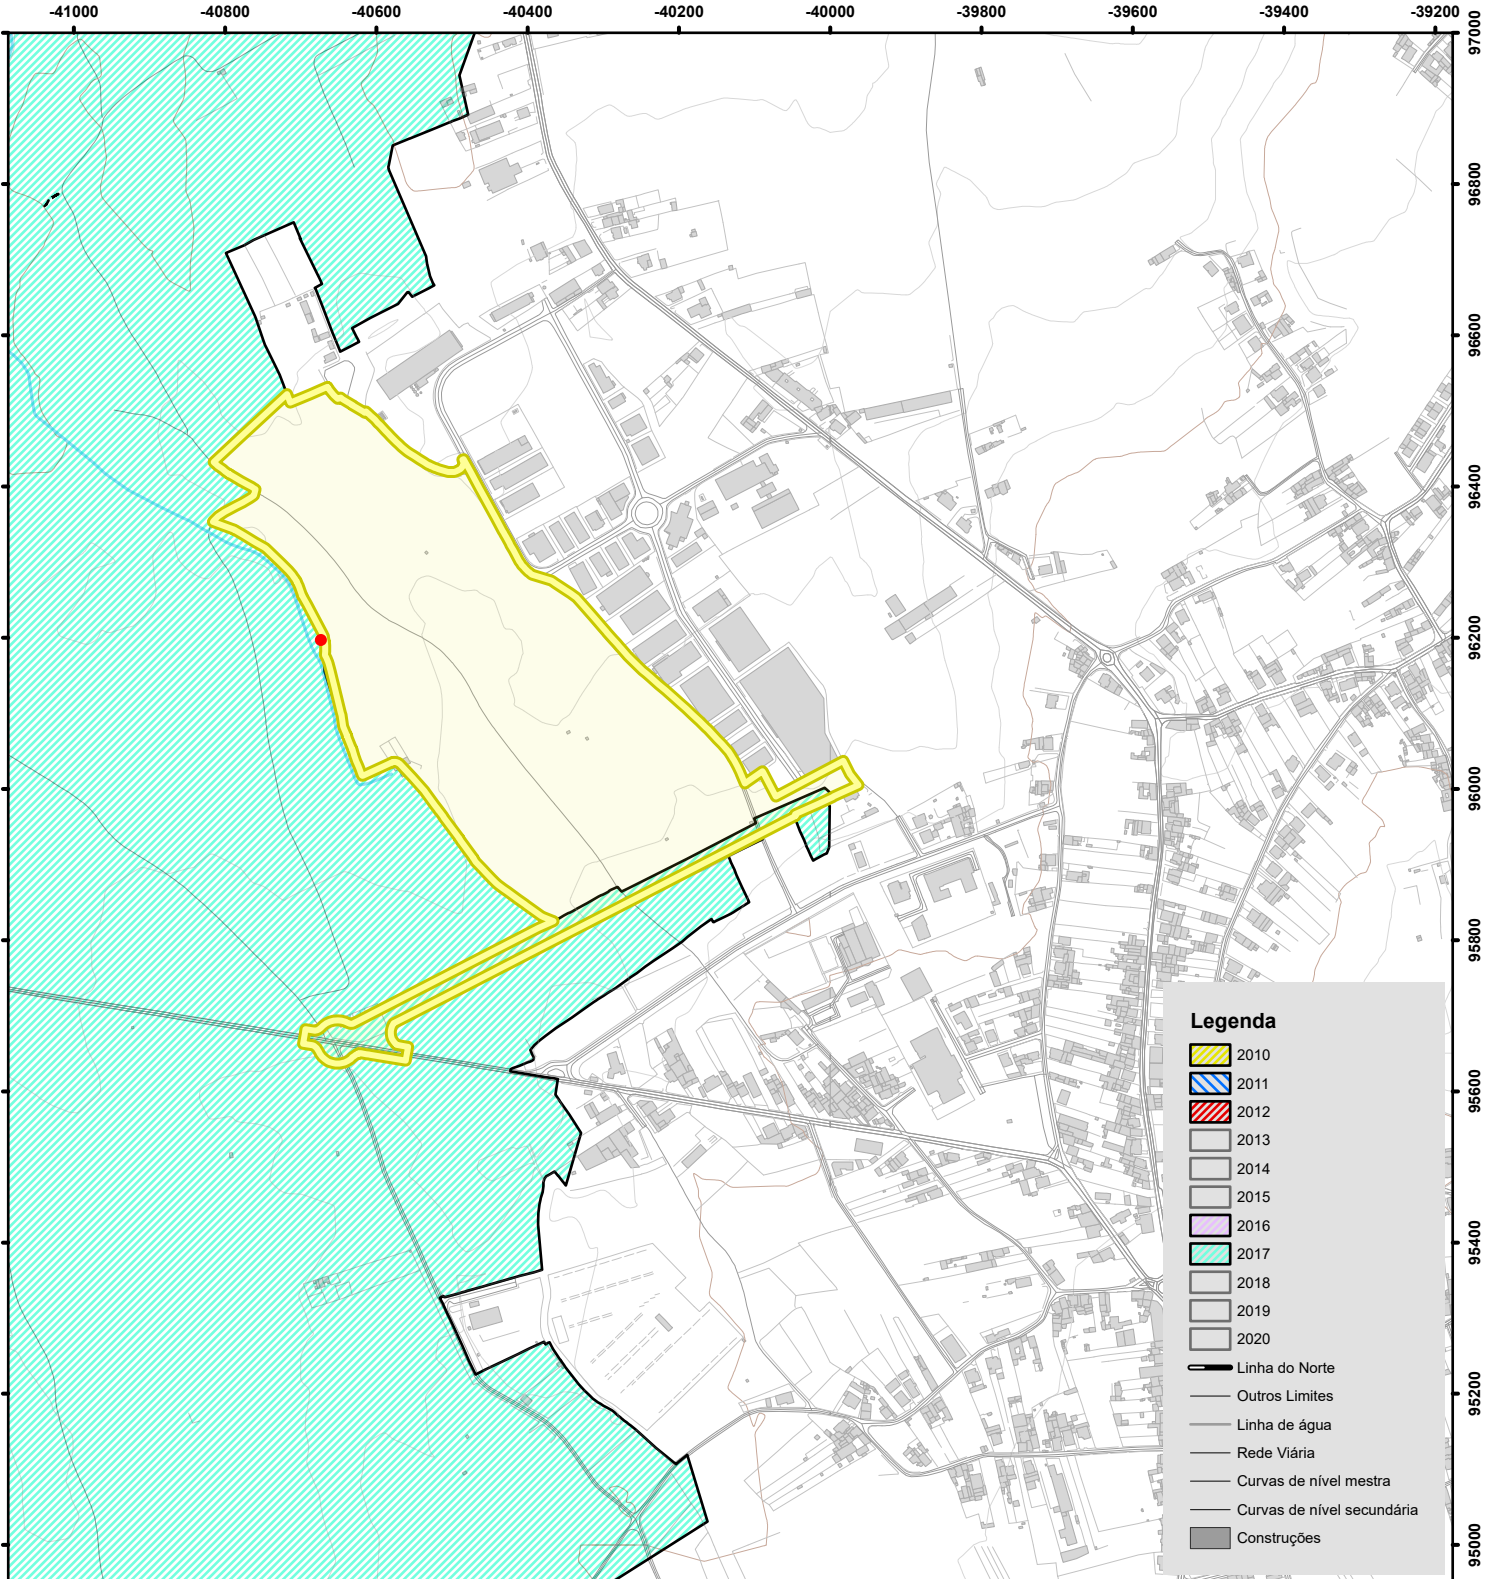 -41000 -40800 -40600 -40400 -40200 -40000 -39800 -39600 -39400 -39200
97000
96800
96600
96400
96200
96000
95800
95600
95400
95200
95000
Legenda
2010
2011
2012
2013
2014
2015
2016
2017
2018
2019
2020
Linha do Norte
Outros Limites
Linha de água
Rede Viária
Curvas de nível mestra
Curvas de nível secundária
Construções